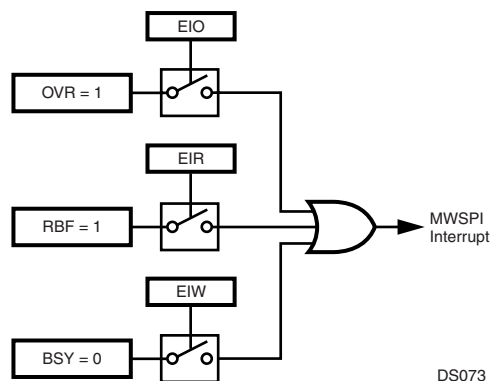 EIO
OVR = 1
EIR
RBF = 1
MWSPI
Interrupt
EIW
BSY = 0
DS073